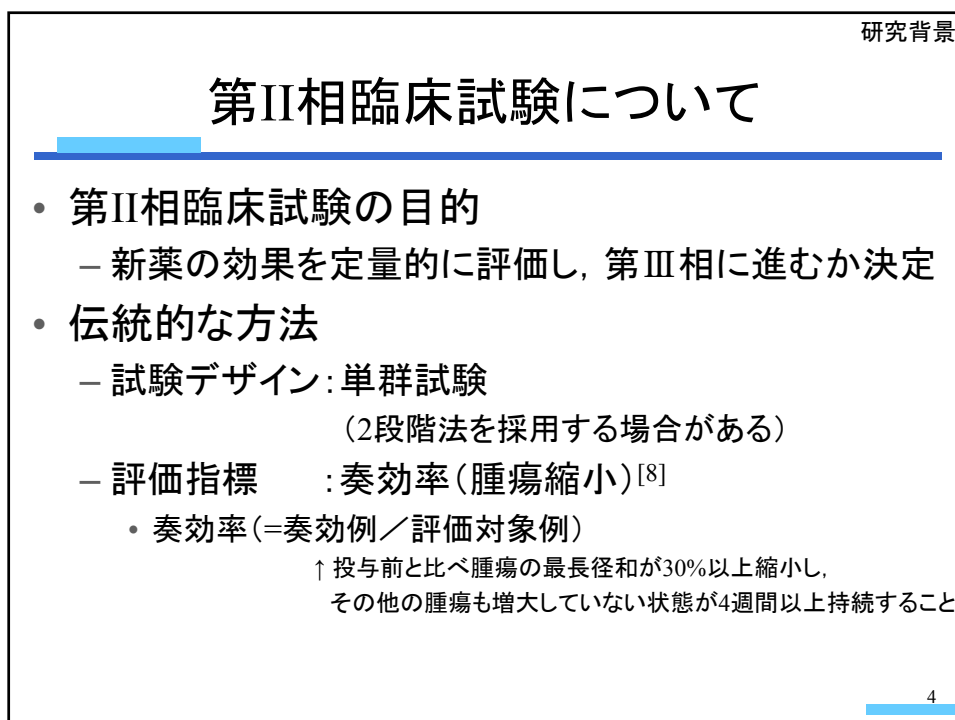 研究背景
第II相臨床試験について
• 第II相臨床試験の目的
– 新薬の効果を定量的に評価し，第Ⅲ相に進むか決定
• 伝統的な方法
– 試験デザイン：単群試験
（2段階法を採用する場合がある）
– 評価指標　　：奏効率（腫瘍縮小）[8]
• 奏効率（=奏効例／評価対象例）
↑投与前と比べ腫瘍の最長径和が30%以上縮小し，
その他の腫瘍も増大していない状態が4週間以上持続すること
4